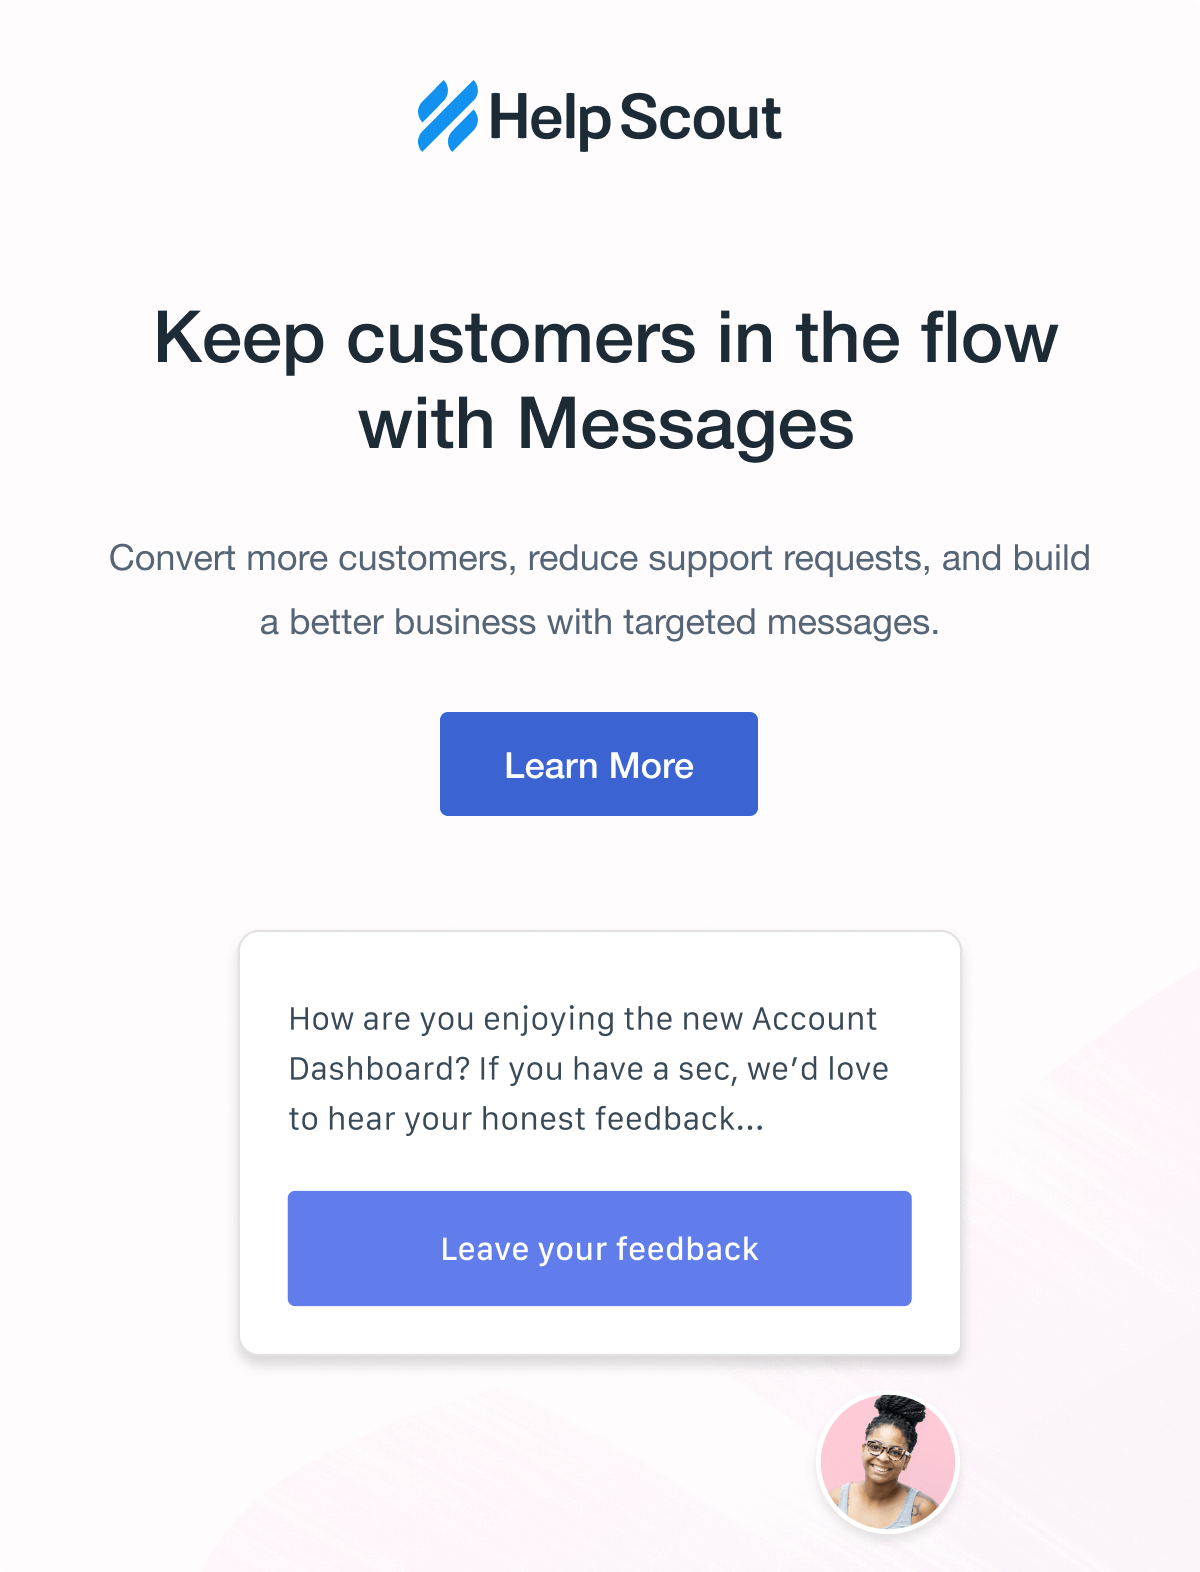 Help Scout
Keep customers in the flow
with Messages
Convert more customers, reduce support requests, and build
a better business with targeted messages.
Learn More
How are you enjoying the new Account
Dashboard? If you have a sec, we’d love
to hear your honest feedback...
Leave your feedback